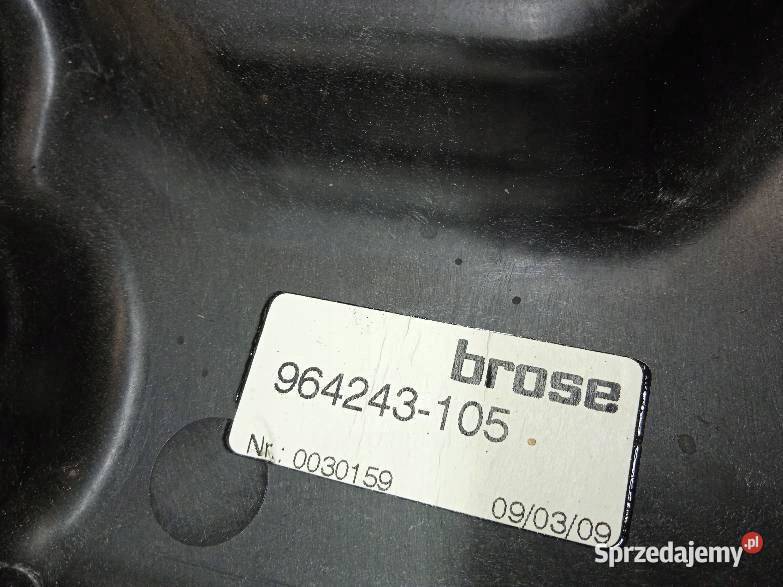 brose
964243-105
Nr.: 0030159
09/03/09
Sprzedajemy.pl